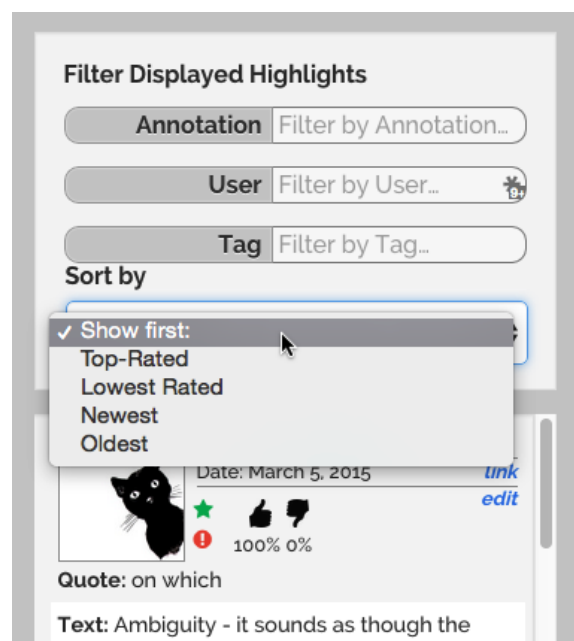 Filter Displayed Highlights
Annotation Filter by Annotation...
User Filter by User... 9+
Tag Filter by Tag...
Sort by
✓ Show first:
Top-Rated
Lowest Rated
Newest
Oldest
Date: March 5, 2015 link
edit
100% 0%
Quote: on which
Text: Ambiguity - it sounds as though the